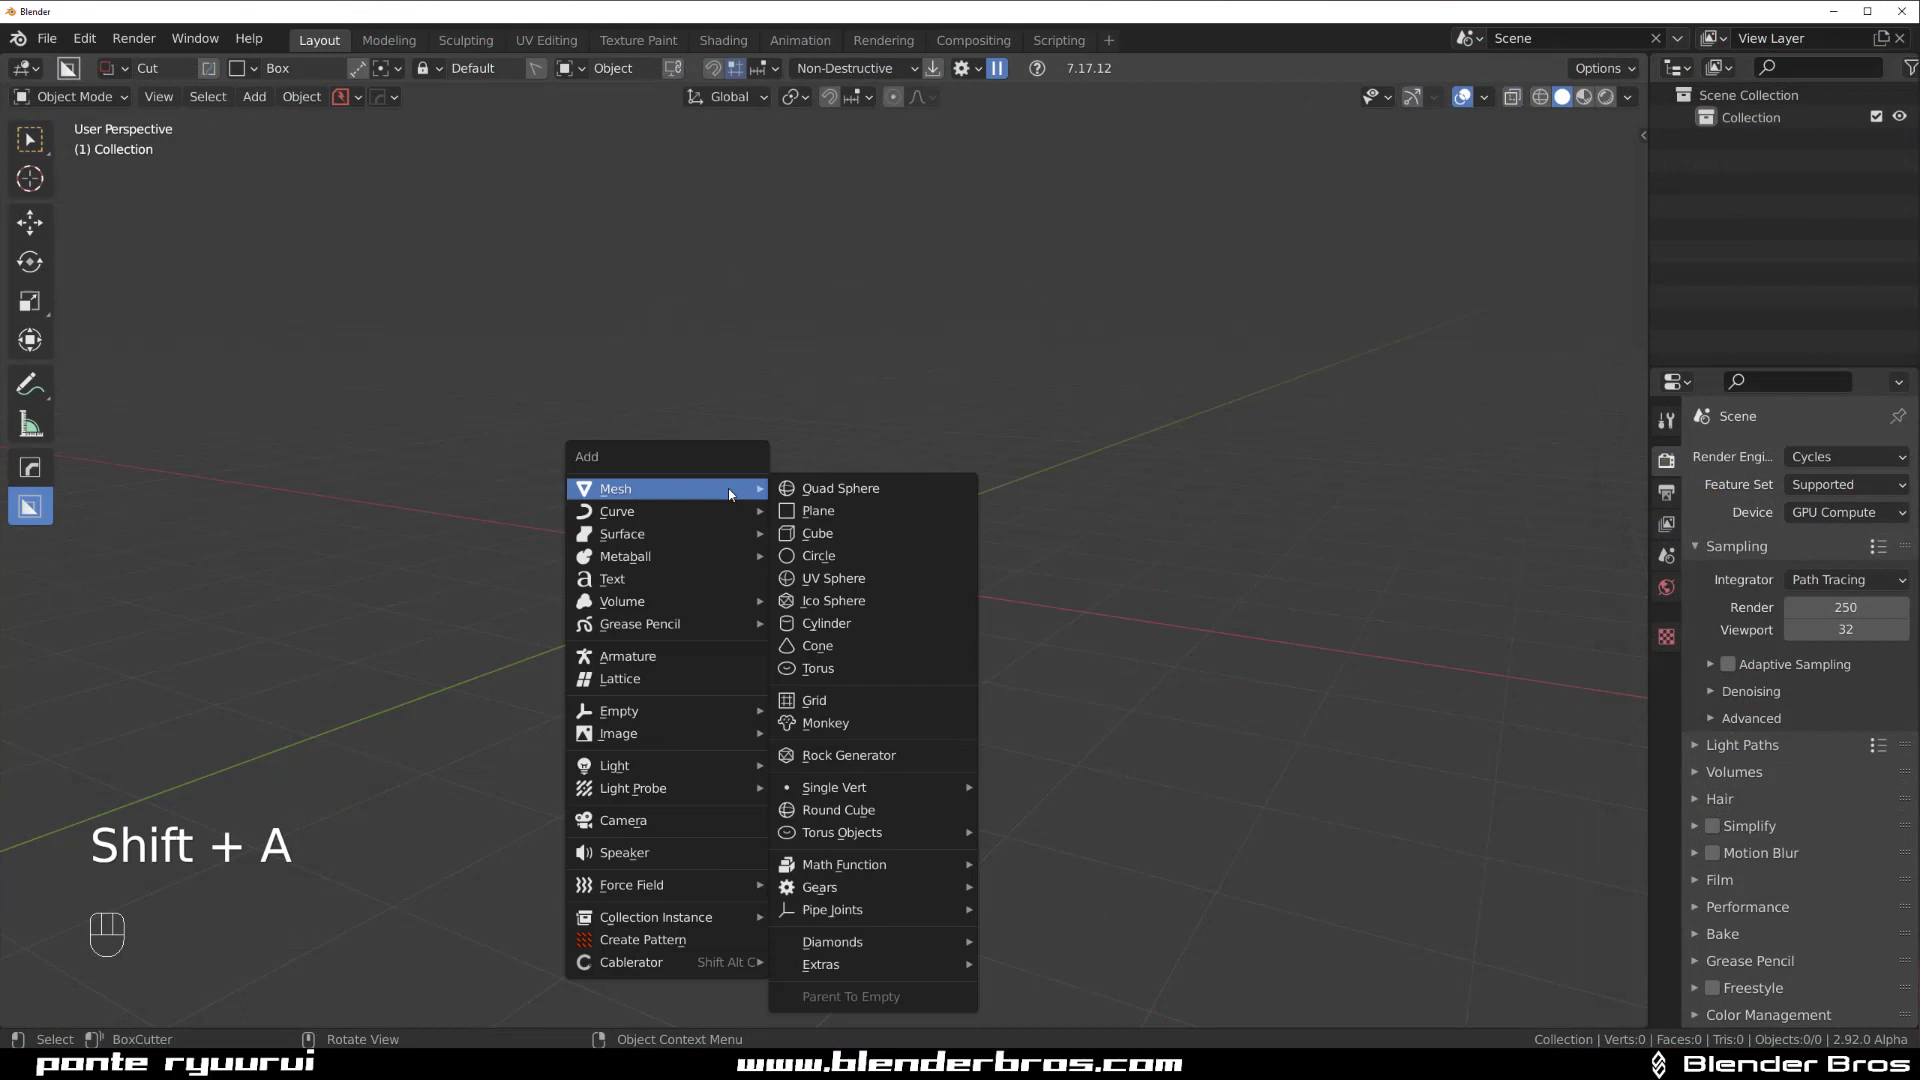 Blender
File Edit Render Window Help Layout Modeling Sculpting UV Editing Texture Paint Shading Animation Rendering Compositing Scripting + Scene View Layer
Cut Box Default Object Non-Destructive 7.17.12 Options
Object Mode View Select Add Object Global
User Perspective
(1) Collection
Scene Collection
Collection
Add
Mesh
Curve
Surface
Metaball
Text
Volume
Grease Pencil
Armature
Lattice
Empty
Image
Light
Light Probe
Camera
Speaker
Force Field
Collection Instance
Create Pattern
Cablerator Shift Alt C
Quad Sphere
Plane
Cube
Circle
UV Sphere
Ico Sphere
Cylinder
Cone
Torus
Grid
Monkey
Rock Generator
Single Vert
Round Cube
Torus Objects
Math Function
Gears
Pipe Joints
Diamonds
Extras
Parent To Empty
Shift + A
Scene
Render Engi... Cycles
Feature Set Supported
Device GPU Compute
Sampling
Integrator Path Tracing
Render 250
Viewport 32
Adaptive Sampling
Denoising
Advanced
Light Paths
Volumes
Hair
Simplify
Motion Blur
Film
Performance
Bake
Grease Pencil
Freestyle
Color Management
Select BoxCutter Rotate View Object Context Menu Collection | Verts:0 | Faces:0 | Tris:0 | Objects:0/0 | 2.92.0 Alpha
ponte ryuurui www.blenderbros.com Blender Bros